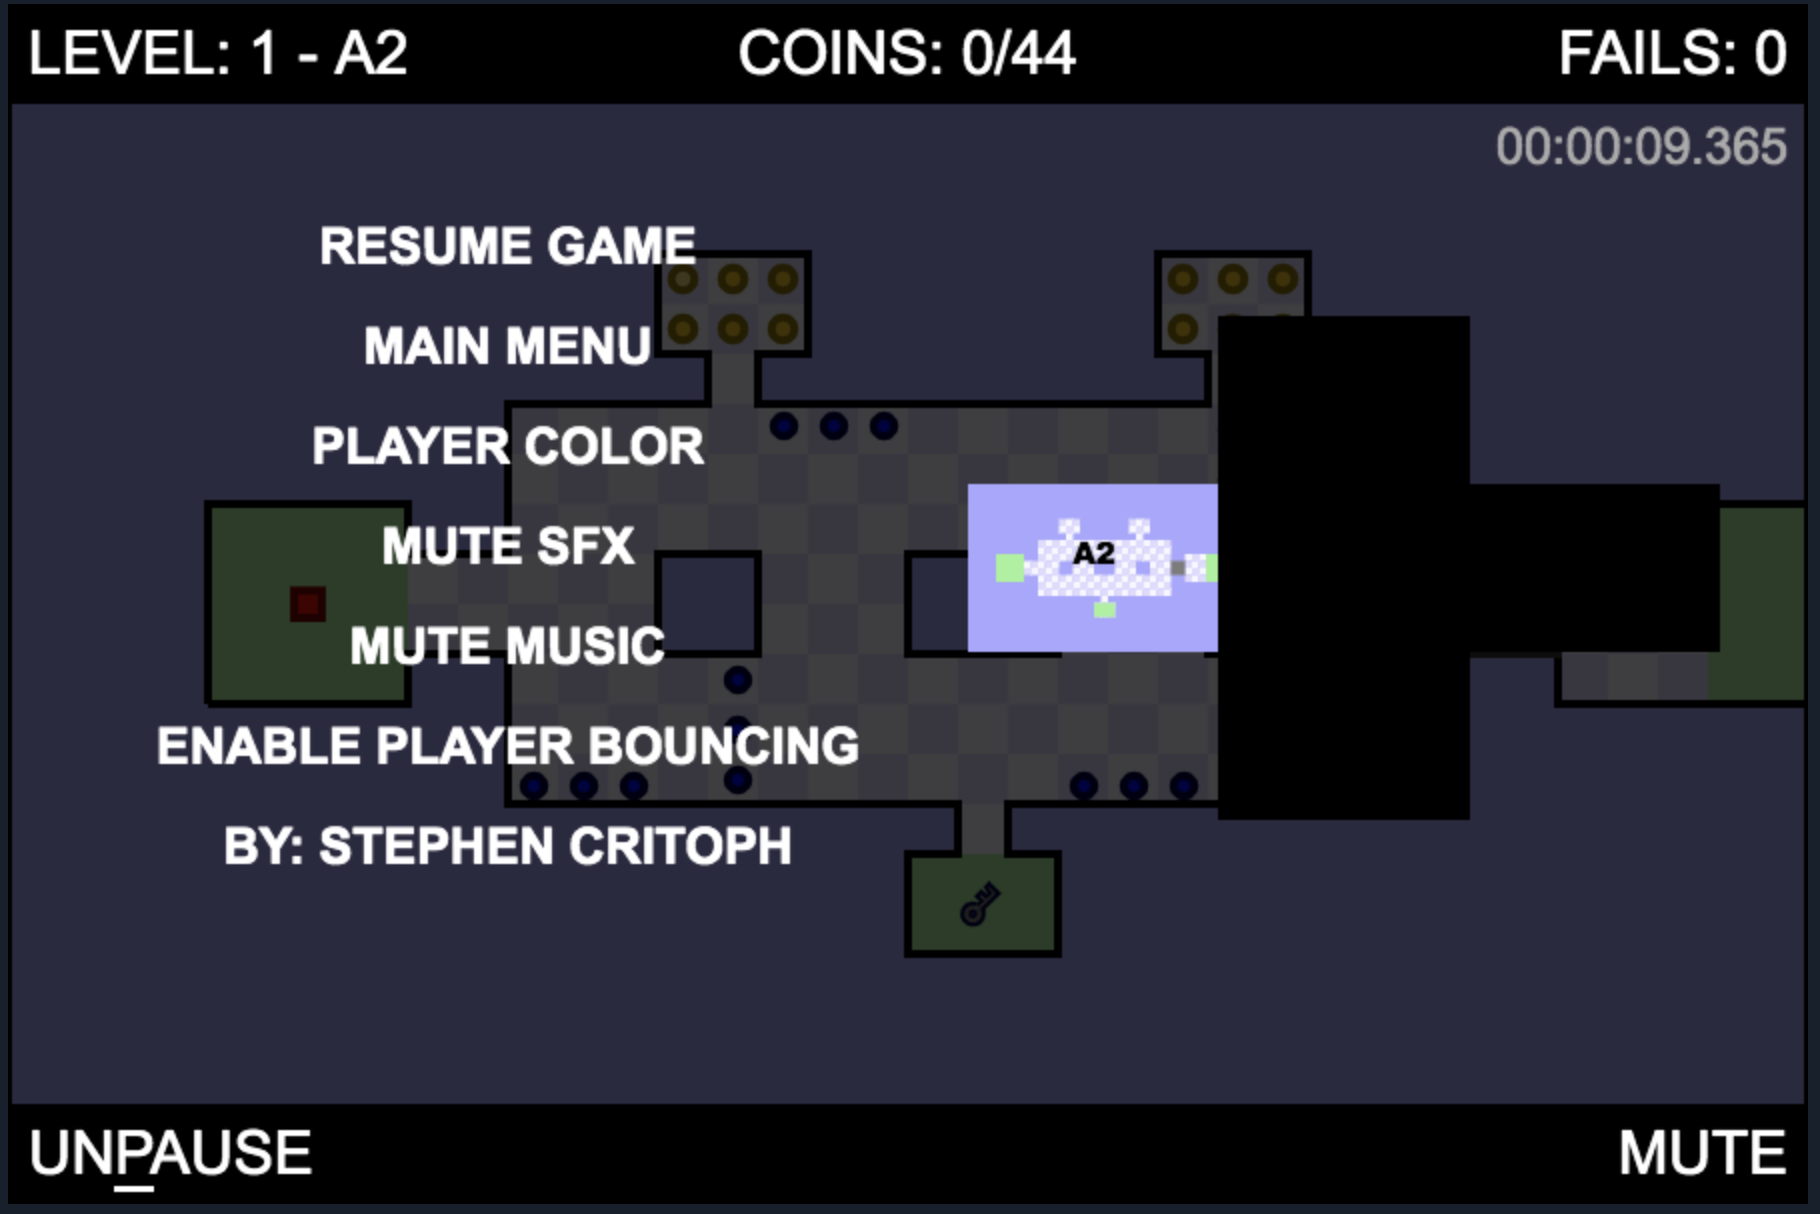 LEVEL: 1 - A2 COINS: 0/44 FAILS: 0
00:00:09.365
RESUME GAME
MAIN MENU
PLAYER COLOR
MUTE SFX
A2
MUTE MUSIC
ENABLE PLAYER BOUNCING
BY: STEPHEN CRITOPH
UNPAUSE MUTE